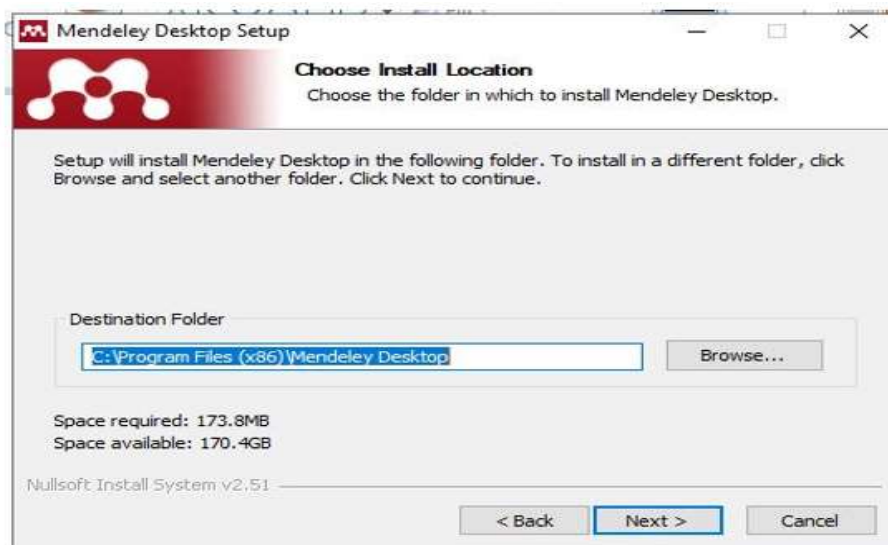 Mendeley Desktop Setup
Choose Install Location
Choose the folder in which to install Mendeley Desktop.
Setup will install Mendeley Desktop in the following folder. To install in a different folder, click
Browse and select another folder. Click Next to continue.
Destination Folder
C:\Program Files (x86)\Mendeley Desktop
Browse...
Space required: 173.8MB
Space available: 170.4GB
Nullsoft Install System v2.51
< Back
Next >
Cancel